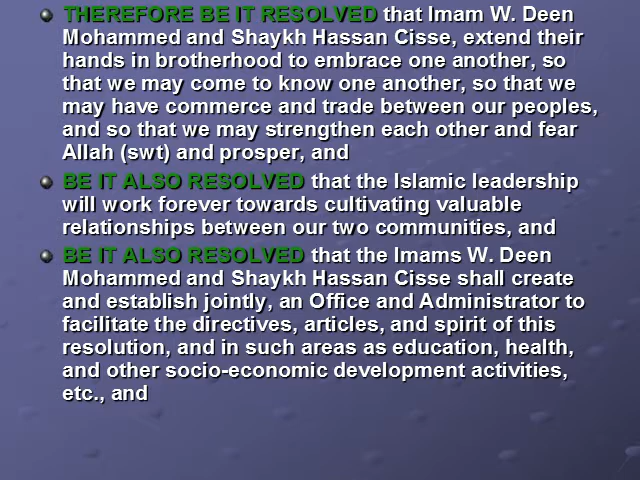 THEREFORE BE IT RESOLVED that Imam W. Deen
Mohammed and Shaykh Hassan Cisse, extend their
hands in brotherhood to embrace one another, so
that we may come to know one another, so that we
may have commerce and trade between our peoples,
and so that we may strengthen each other and fear
Allah (swt) and prosper, and
BE IT ALSO RESOLVED that the Islamic leadership
will work forever towards cultivating valuable
relationships between our two communities, and
BE IT ALSO RESOLVED that the Imams W. Deen
Mohammed and Shaykh Hassan Cisse shall create
and establish jointly, an Office and Administrator to
facilitate the directives, articles, and spirit of this
resolution, and in such areas as education, health,
and other socio-economic development activities,
etc., and